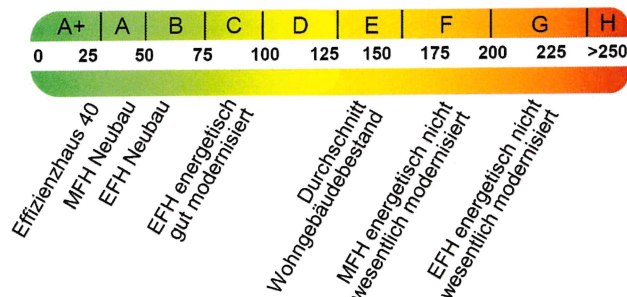 A+ A B C D E F G H
0 25 50 75 100 125 150 175 200 225 >250
Effizienzhaus 40
MFH Neubau
EFH Neubau
EFH energetisch
gut modernisiert
Durchschnitt
Wohngebäudebestand
MFH energetisch nicht
wesentlich modernisiert
EFH energetisch nicht
wesentlich modernisiert